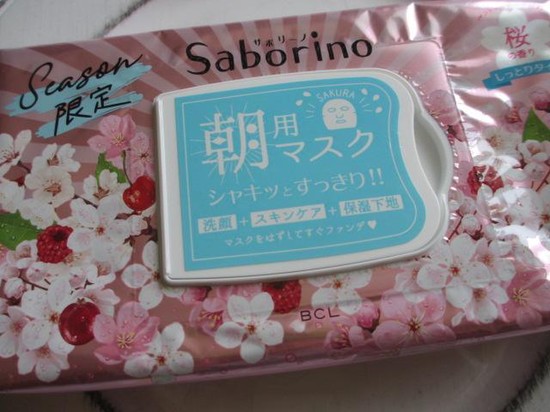 Season
限定
サボリーノ
Saborino
桜
の香り
しっとりタイ
SAKURA
朝用
マスク
シャキッとすっきり!!
洗顔+スキンケア+保湿下地
マスクをはずしてすぐファンデ♥
BCL